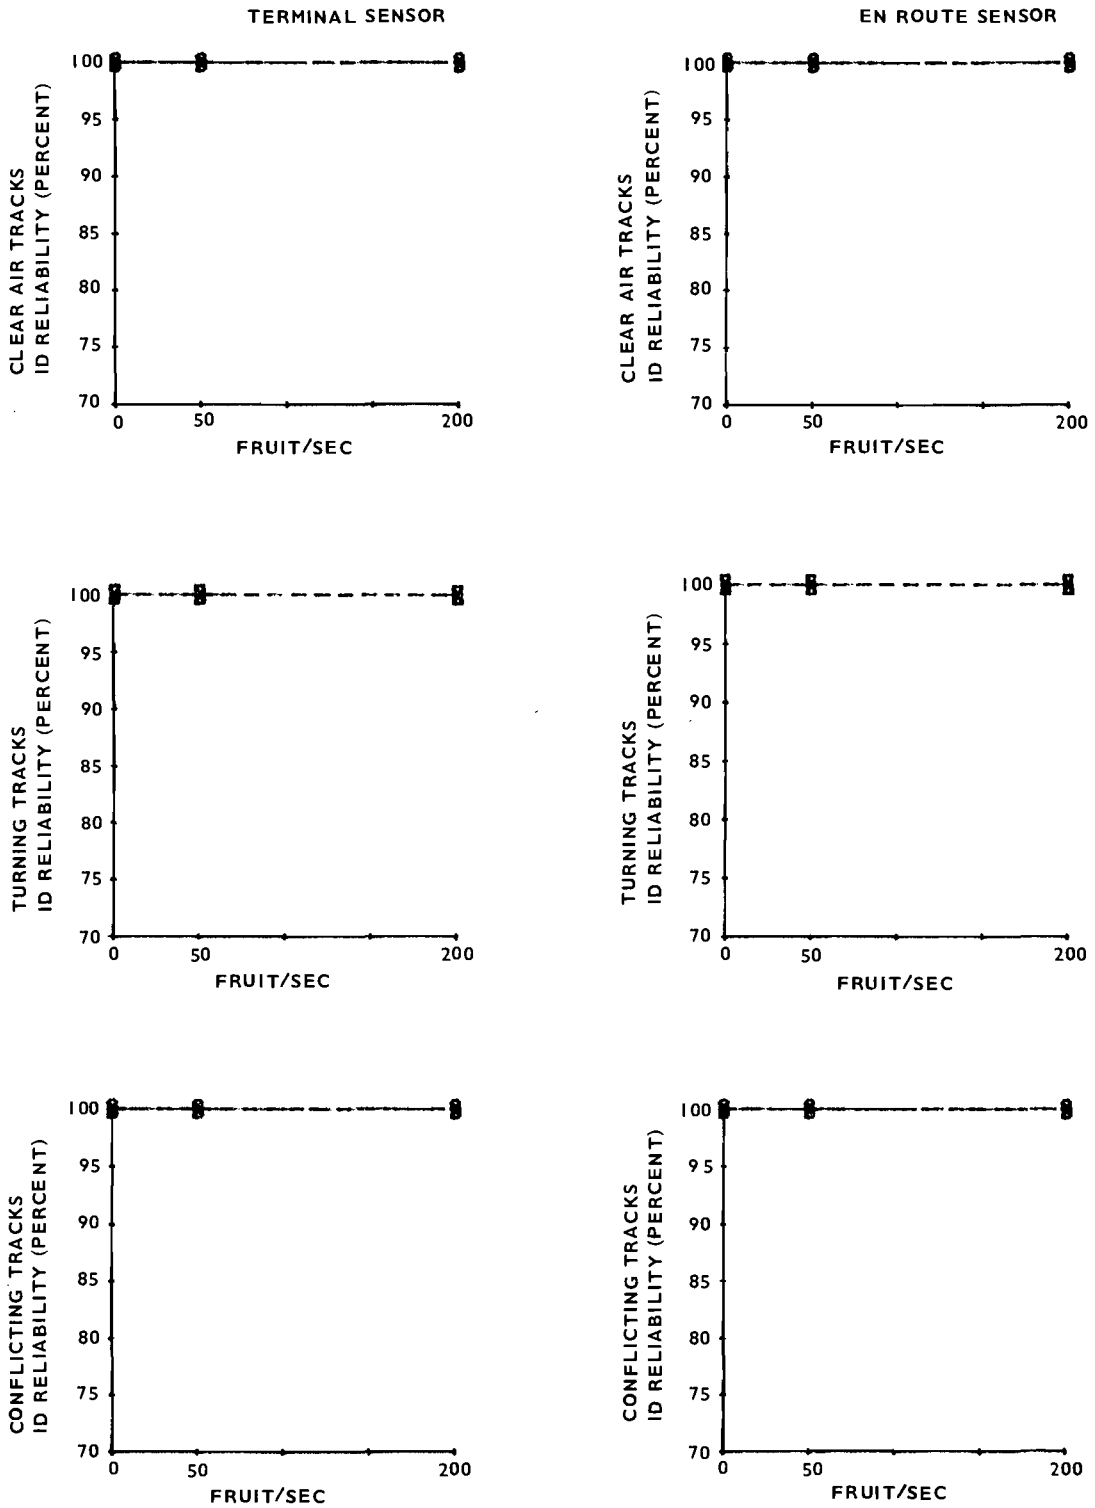 TERMINAL SENSOR
EN ROUTE SENSOR
CLEAR AIR TRACKS
ID RELIABILITY (PERCENT)
100
95
90
85
80
75
70
0 50 200
FRUIT/SEC
CLEAR AIR TRACKS
ID RELIABILITY (PERCENT)
100
95
90
85
80
75
70
0 50 200
FRUIT/SEC
TURNING TRACKS
ID RELIABILITY (PERCENT)
100
95
90
85
80
75
70
0 50 200
FRUIT/SEC
TURNING TRACKS
ID RELIABILITY (PERCENT)
100
95
90
85
80
75
70
0 50 200
FRUIT/SEC
CONFLICTING TRACKS
ID RELIABILITY (PERCENT)
100
95
90
85
80
75
70
0 50 200
FRUIT/SEC
CONFLICTING TRACKS
ID RELIABILITY (PERCENT)
100
95
90
85
80
75
70
0 50 200
FRUIT/SEC